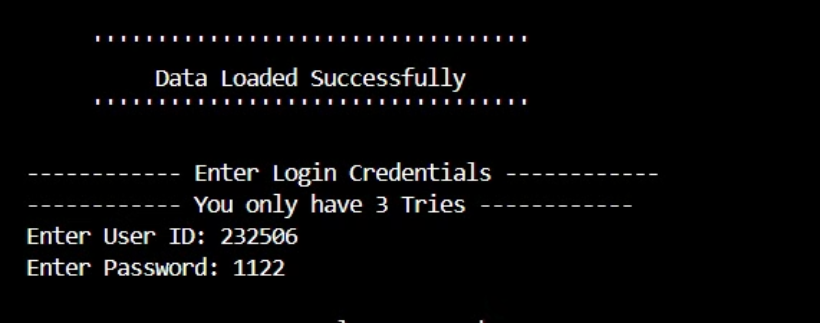 ''''''''''''''''''''''''''''''''''
Data Loaded Successfully
''''''''''''''''''''''''''''''''''
------------ Enter Login Credentials ------------
------------ You only have 3 Tries ------------
Enter User ID: 232506
Enter Password: 1122